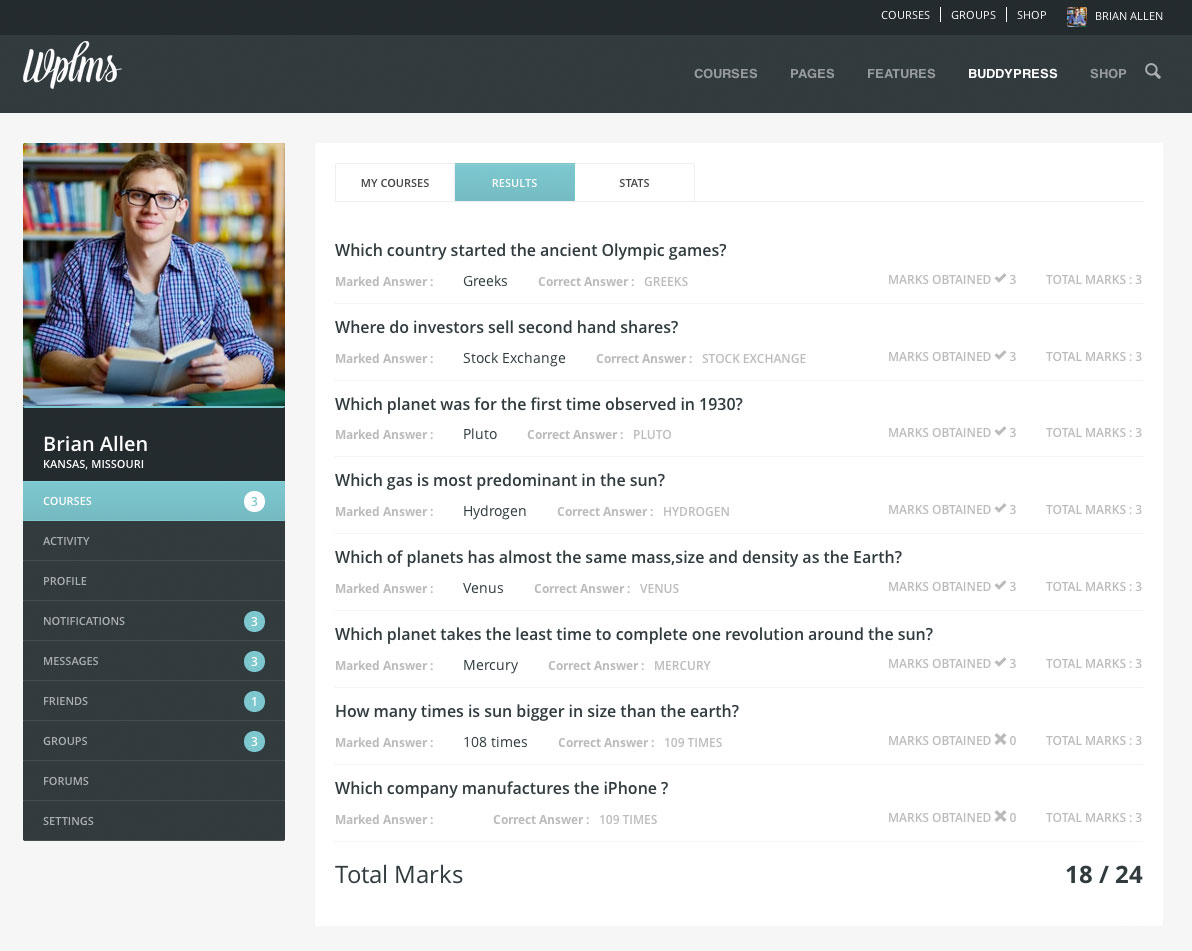 COURSES GROUPS SHOP BRIAN ALLEN
Wplms
COURSES PAGES FEATURES BUDDYPRESS SHOP
Brian Allen
KANSAS, MISSOURI
COURSES 3
ACTIVITY
PROFILE
NOTIFICATIONS 3
MESSAGES 3
FRIENDS 1
GROUPS 3
FORUMS
SETTINGS
MY COURSES RESULTS STATS
Which country started the ancient Olympic games?
Marked Answer : Greeks Correct Answer : GREEKS MARKS OBTAINED ✔ 3 TOTAL MARKS : 3
Where do investors sell second hand shares?
Marked Answer : Stock Exchange Correct Answer : STOCK EXCHANGE MARKS OBTAINED ✔ 3 TOTAL MARKS : 3
Which planet was for the first time observed in 1930?
Marked Answer : Pluto Correct Answer : PLUTO MARKS OBTAINED ✔ 3 TOTAL MARKS : 3
Which gas is most predominant in the sun?
Marked Answer : Hydrogen Correct Answer : HYDROGEN MARKS OBTAINED ✔ 3 TOTAL MARKS : 3
Which of planets has almost the same mass,size and density as the Earth?
Marked Answer : Venus Correct Answer : VENUS MARKS OBTAINED ✔ 3 TOTAL MARKS : 3
Which planet takes the least time to complete one revolution around the sun?
Marked Answer : Mercury Correct Answer : MERCURY MARKS OBTAINED ✔ 3 TOTAL MARKS : 3
How many times is sun bigger in size than the earth?
Marked Answer : 108 times Correct Answer : 109 TIMES MARKS OBTAINED ✖ 0 TOTAL MARKS : 3
Which company manufactures the iPhone ?
Marked Answer : Correct Answer : 109 TIMES MARKS OBTAINED ✖ 0 TOTAL MARKS : 3
Total Marks 18 / 24